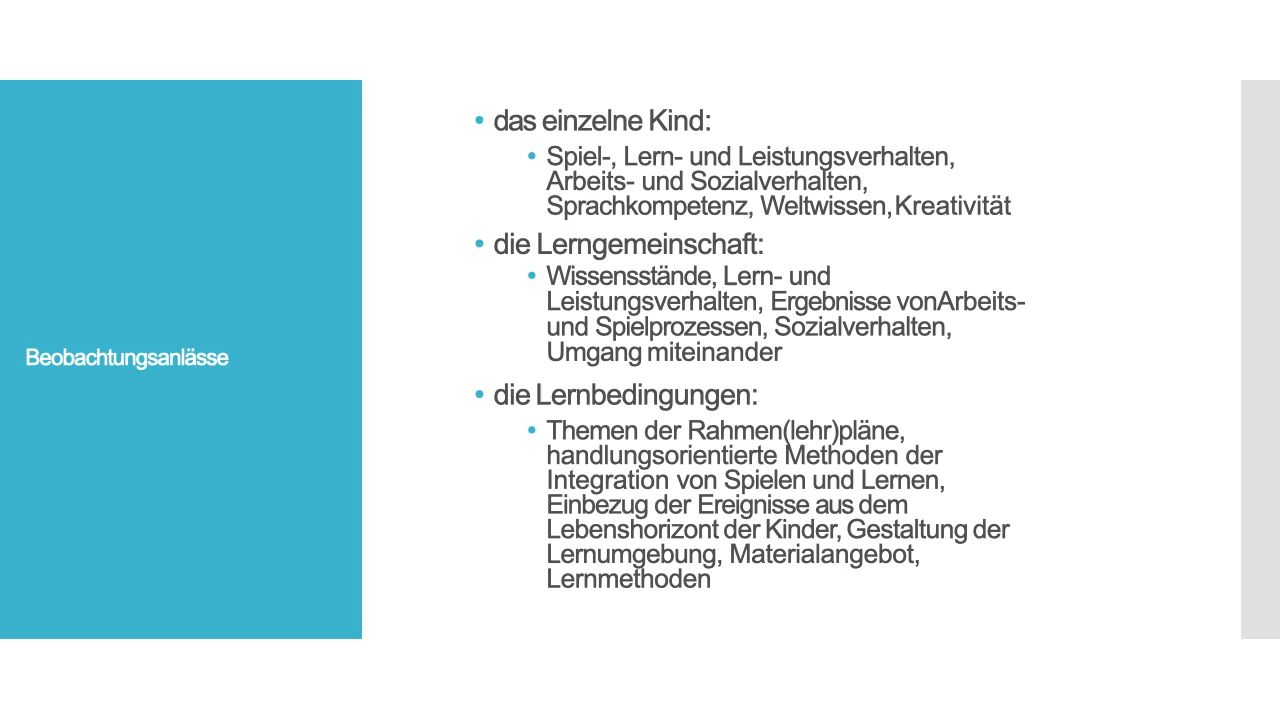 Beobachtungsanlässe
• das einzelne Kind:
• Spiel-, Lern- und Leistungsverhalten,
Arbeits- und Sozialverhalten,
Sprachkompetenz, Weltwissen,Kreativität
• die Lerngemeinschaft:
• Wissensstände, Lern- und
Leistungsverhalten, Ergebnisse vonArbeits-
und Spielprozessen, Sozialverhalten,
Umgang miteinander
• die Lernbedingungen:
• Themen der Rahmen(lehr)pläne,
handlungsorientierte Methoden der
Integration von Spielen und Lernen,
Einbezug der Ereignisse aus dem
Lebenshorizont der Kinder, Gestaltung der
Lernumgebung, Materialangebot,
Lernmethoden